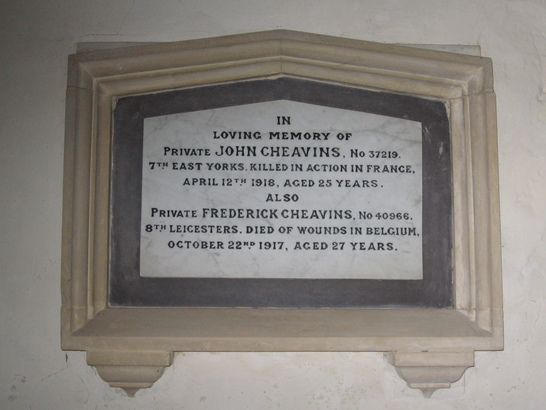 IN
LOVING MEMORY OF
PRIVATE JOHN CHEAVINS, No 37219.
7TH EAST YORKS. KILLED IN ACTION IN FRANCE,
APRIL 12TH 1918, AGED 25 YEARS.
ALSO
PRIVATE FREDERICK CHEAVINS, No 40966.
8TH LEICESTERS. DIED OF WOUNDS IN BELGIUM,
OCTOBER 22ND 1917, AGED 27 YEARS.